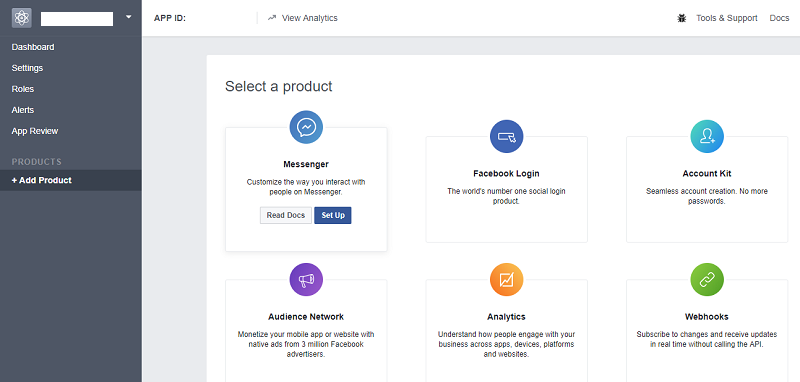 APP ID:
View Analytics
Tools & Support
Docs
Dashboard
Settings
Roles
Alerts
App Review
PRODUCTS
+ Add Product
Select a product
Messenger
Customize the way you interact with
people on Messenger.
Read Docs
Set Up
Facebook Login
The world's number one social login
product.
Account Kit
Seamless account creation. No more
passwords.
Audience Network
Monetize your mobile app or website with
native ads from 3 million Facebook
advertisers.
Analytics
Understand how people engage with your
business across apps, devices, platforms
and websites.
Webhooks
Subscribe to changes and receive updates
in real time without calling the API.